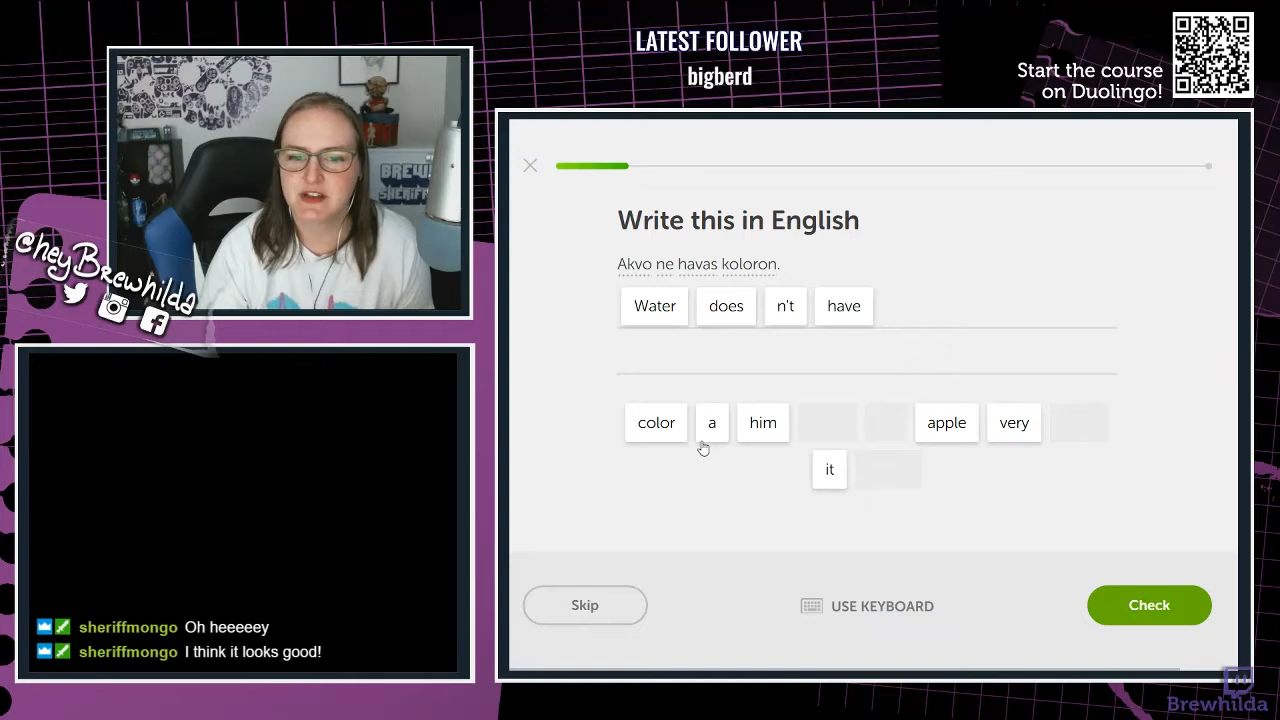 LATEST FOLLOWER
bigberd
Start the course
on Duolingo!
BREW!
SHERIFF
@heyBrewhilda
Write this in English
Akvo ne havas koloron.
Water does n't have
color a him apple very
it
Skip
USE KEYBOARD
Check
sheriffmongo Oh heeeeey
sheriffmongo I think it looks good!
Brewhilda